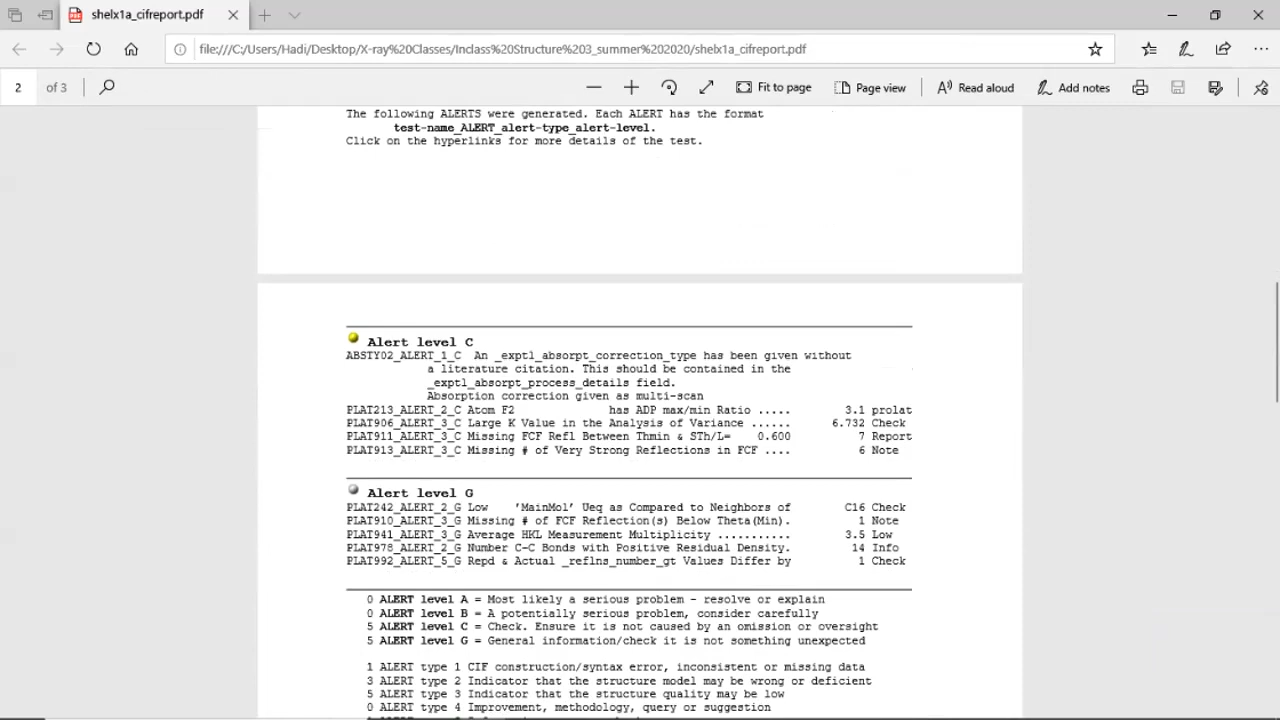 shelx1a_cifreport.pdf
file:///C:/Users/Hadi/Desktop/X-ray%20Classes/Inclass%20Structure%203_summer%202020/shelx1a_cifreport.pdf
2 of 3 Fit to page Page view Read aloud Add notes
The following ALERTS were generated. Each ALERT has the format
test-name_ALERT_alert-type_alert-level.
Click on the hyperlinks for more details of the test.
Alert level C
ABSTY02_ALERT_1_C An _exptl_absorpt_correction_type has been given without
a literature citation. This should be contained in the
_exptl_absorpt_process_details field.
Absorption correction given as multi-scan
PLAT213_ALERT_2_C Atom F2 has ADP max/min Ratio ..... 3.1 prolat
PLAT906_ALERT_3_C Large K Value in the Analysis of Variance ...... 6.732 Check
PLAT911_ALERT_3_C Missing FCF Refl Between Thmin & STh/L= 0.600 7 Report
PLAT913_ALERT_3_C Missing # of Very Strong Reflections in FCF .... 6 Note
Alert level G
PLAT242_ALERT_2_G Low 'MainMol' Ueq as Compared to Neighbors of C16 Check
PLAT910_ALERT_3_G Missing # of FCF Reflection(s) Below Theta(Min). 1 Note
PLAT941_ALERT_3_G Average HKL Measurement Multiplicity ........... 3.5 Low
PLAT978_ALERT_2_G Number C-C Bonds with Positive Residual Density. 14 Info
PLAT992_ALERT_5_G Repd & Actual _reflns_number_gt Values Differ by 1 Check
0 ALERT level A = Most likely a serious problem - resolve or explain
0 ALERT level B = A potentially serious problem, consider carefully
5 ALERT level C = Check. Ensure it is not caused by an omission or oversight
5 ALERT level G = General information/check it is not something unexpected
1 ALERT type 1 CIF construction/syntax error, inconsistent or missing data
3 ALERT type 2 Indicator that the structure model may be wrong or deficient
5 ALERT type 3 Indicator that the structure quality may be low
0 ALERT type 4 Improvement, methodology, query or suggestion